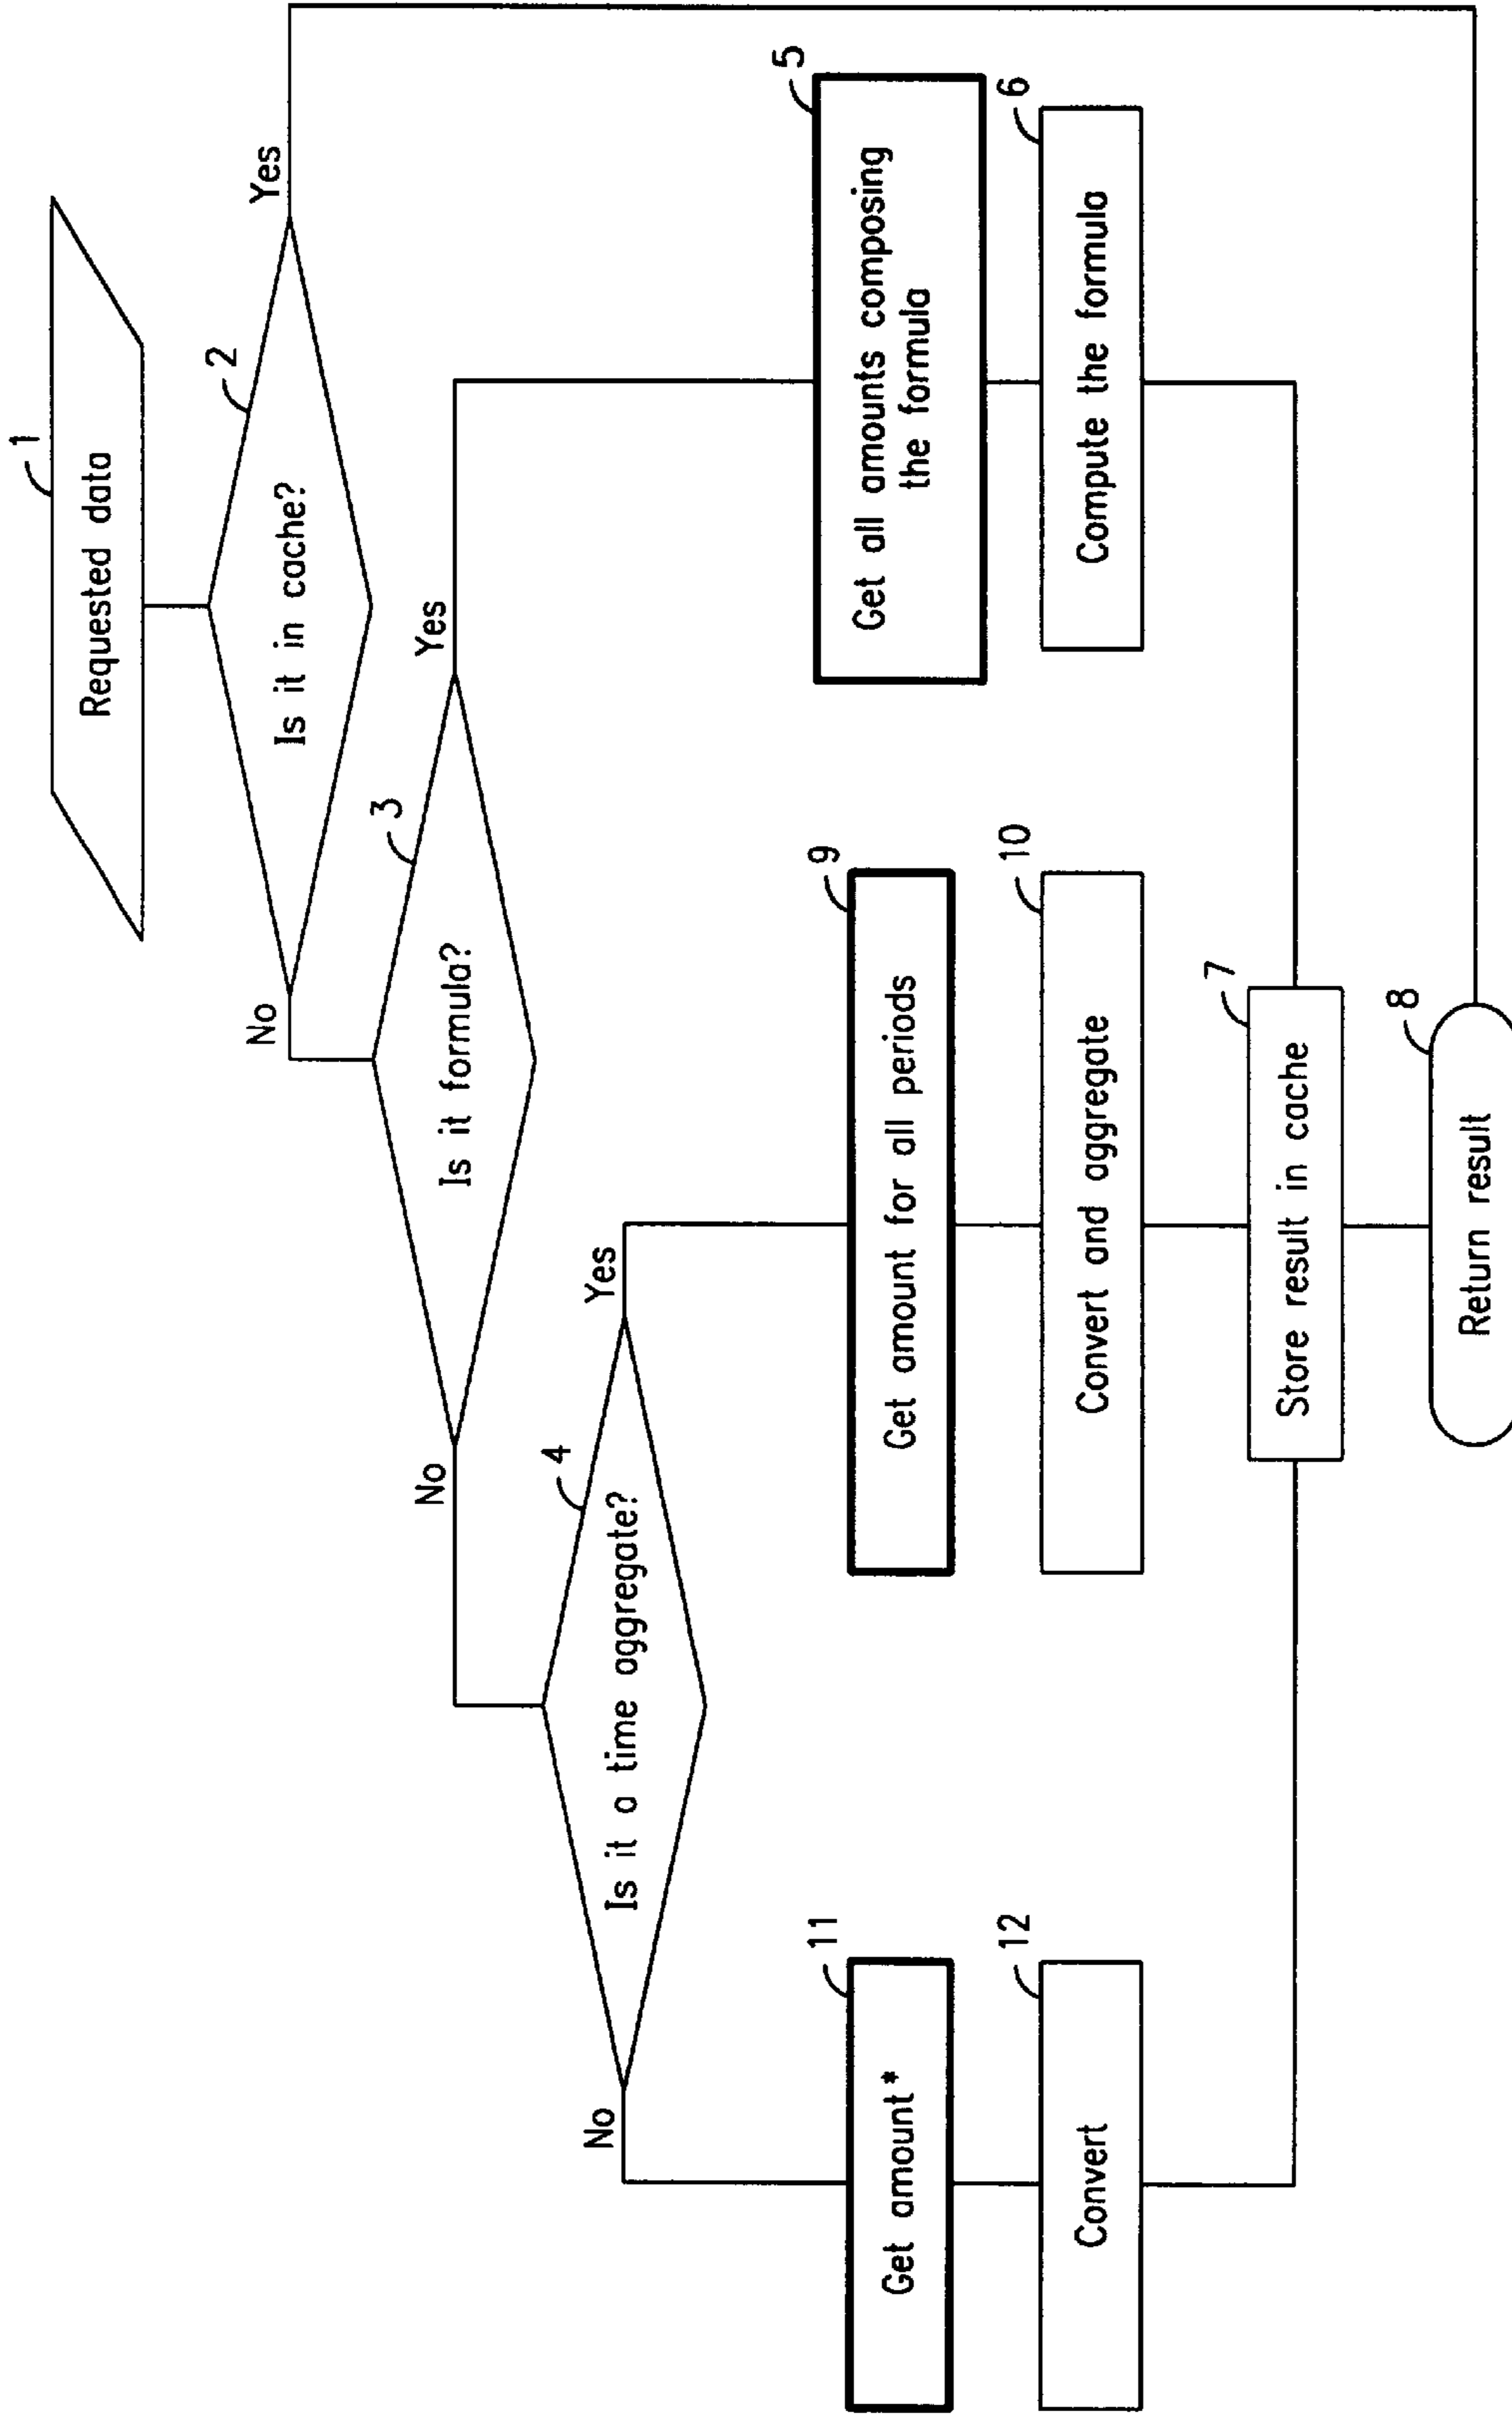 1
Requested data
2
Is it in cache?
Yes
No
3
Is it formula?
Yes
No
4
Is it a time aggregate?
Yes
No
5
Get all amounts composing
the formula
6
Compute the formula
9
Get amount for all periods
10
Convert and aggregate
11
Get amount*
12
Convert
7
Store result in cache
8
Return result